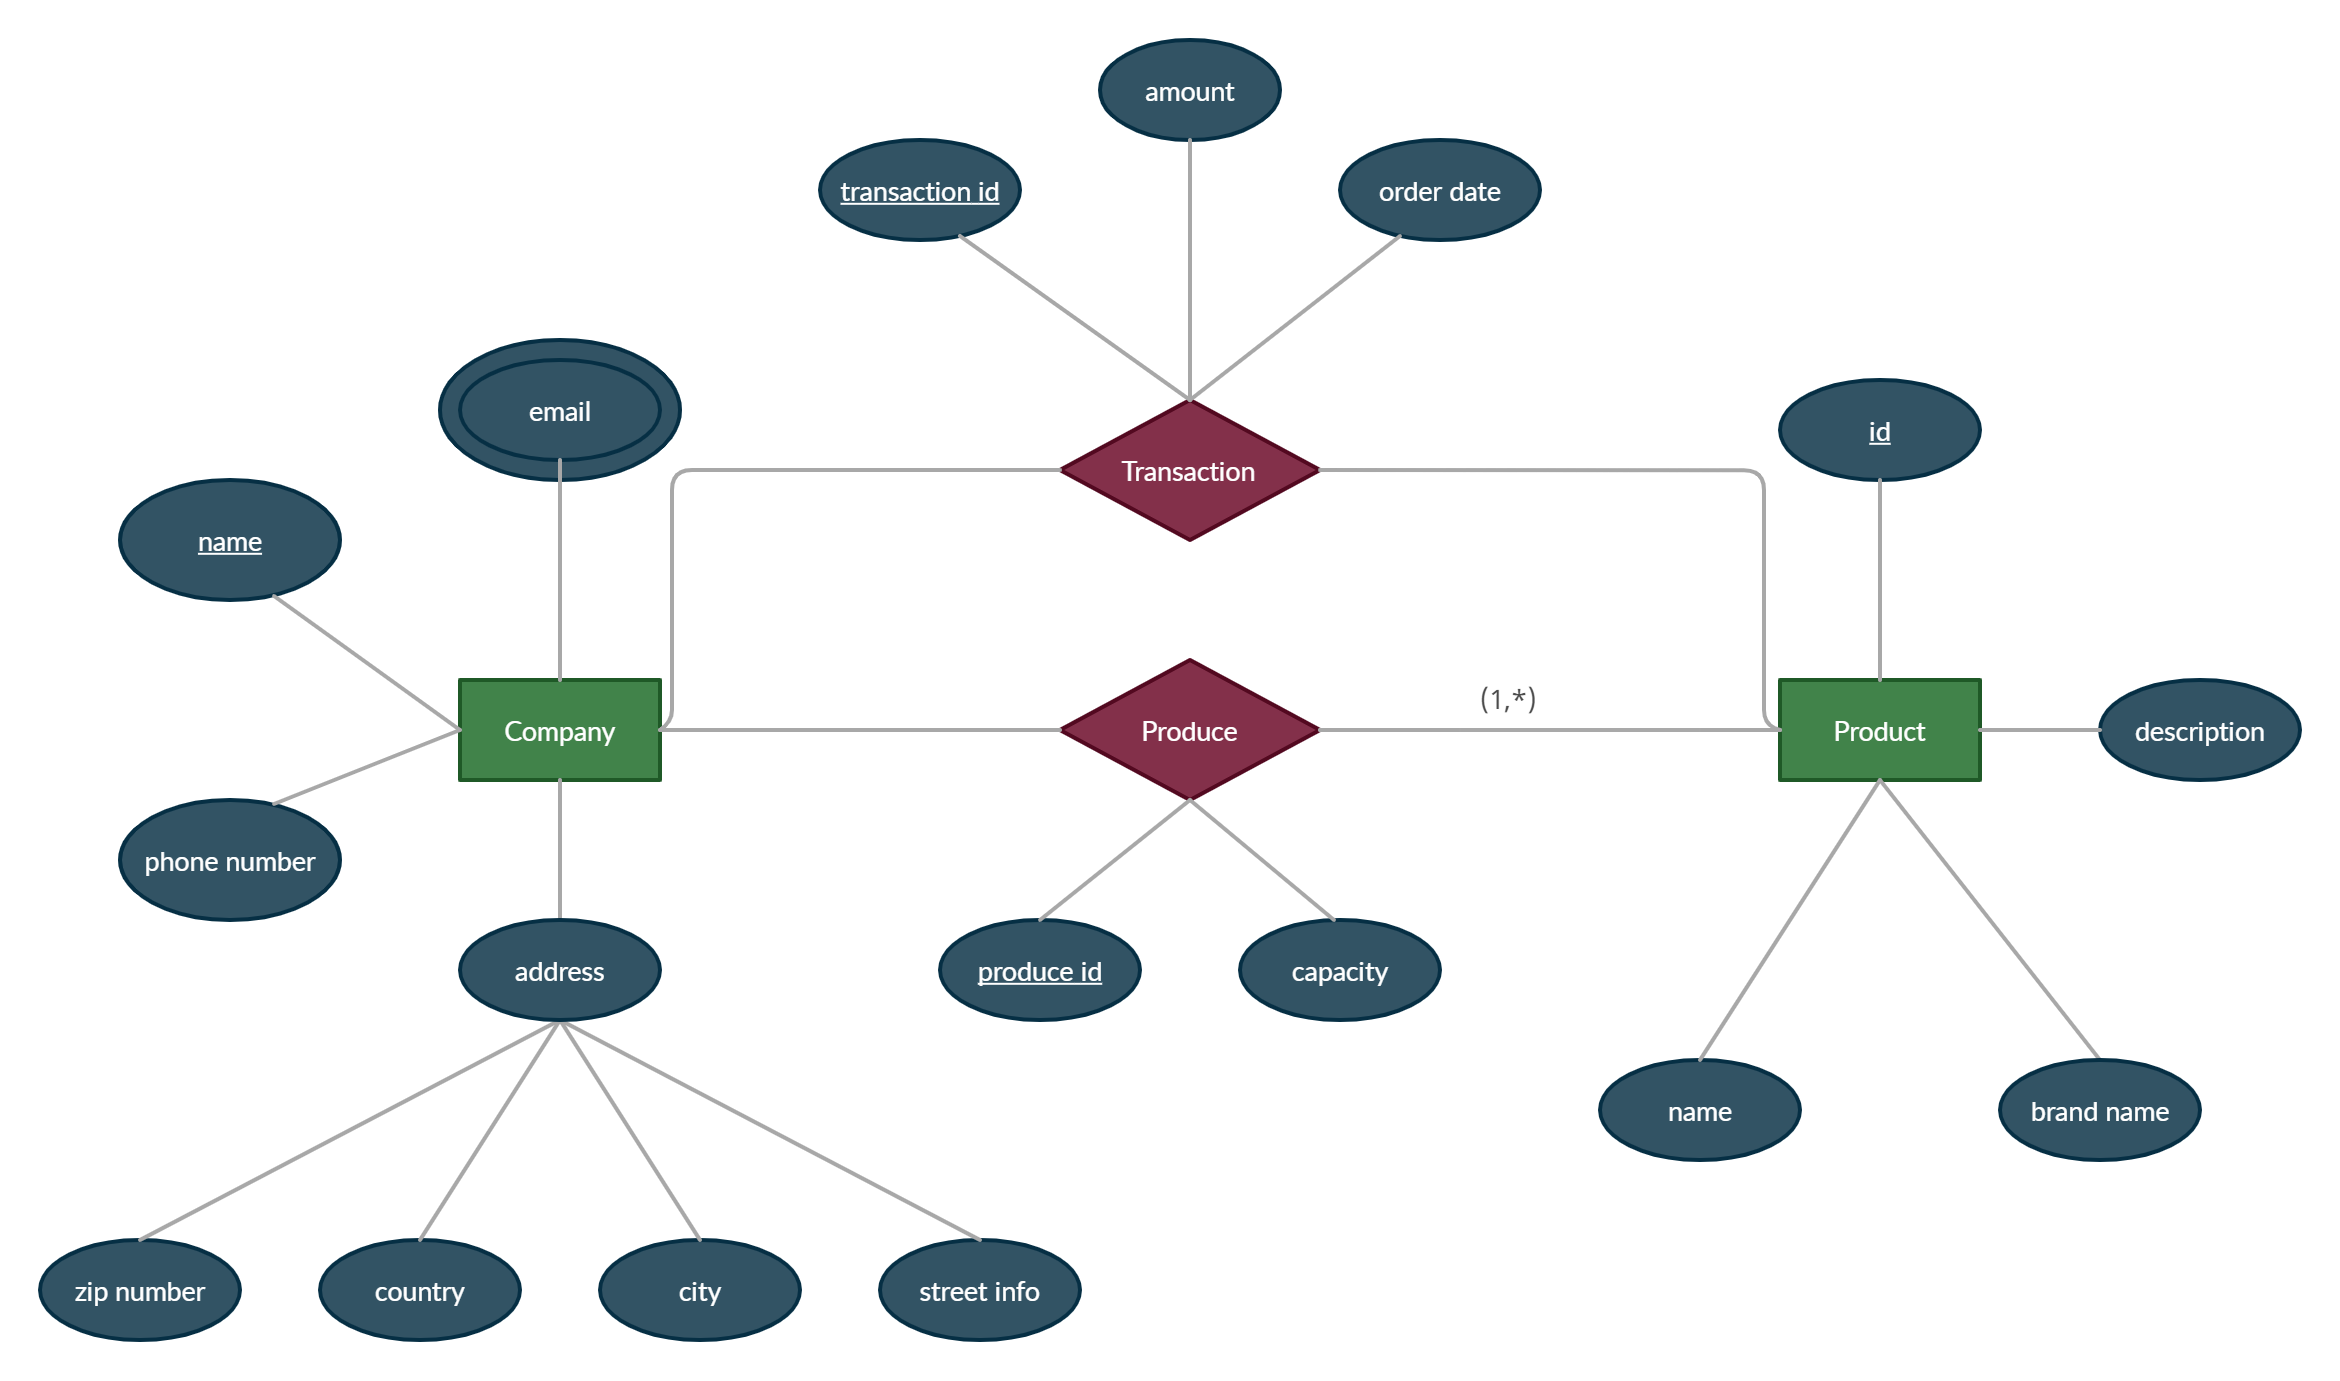 amount
transaction id
order date
email
Transaction
id
name
(1,*)
Company
Produce
Product
description
phone number
address
produce id
capacity
name
brand name
zip number
country
city
street info